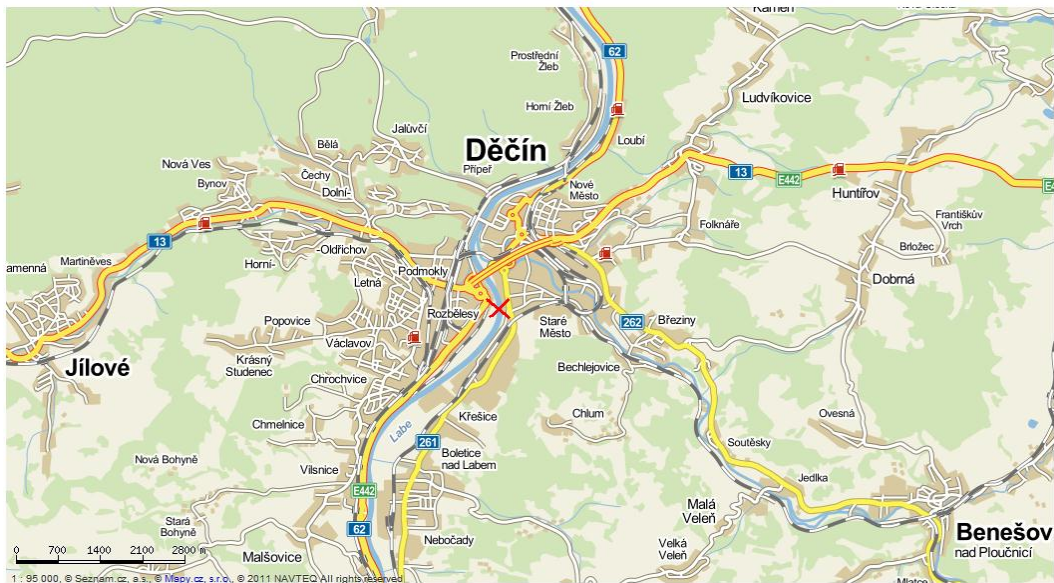 Kamen
Prostřední
Žleb
62
Ludvíkovice
Horní Žleb
Jalůvčí
Loubí
Děčín
Bělá
Připeř
Nová Ves
Čechy
Dolní-
Bynov
Nové
Město
13
E442
Huntířov
Folknáře
Františkův
Vrch
13
-Oldřichov
Brložec
Martiněves
Horní-
Podmokly
Letná
Dobrná
Rozbělesy
Popovice
Staré
Město
262
Březiny
Václavov
Krásný
Studenec
Jílové
Bechlejovice
Chrochvice
Chmelnice
Křešice
Chlum
Ovesná
Labe
261
Boletice
nad Labem
Soutěsky
Nová Bohyně
Vilsnice
Jedlka
E442
Malá
Veleň
Stará
Bohyně
62
Nebočady
Benešov
nad Ploučnicí
Velká
Veleň
Malšovice
0 700 1400 2100 2800 m
1 : 95 000, © Seznam.cz, a.s., © Mapy.cz, s.r.o., © 2011 NAVTEQ All rights reserved